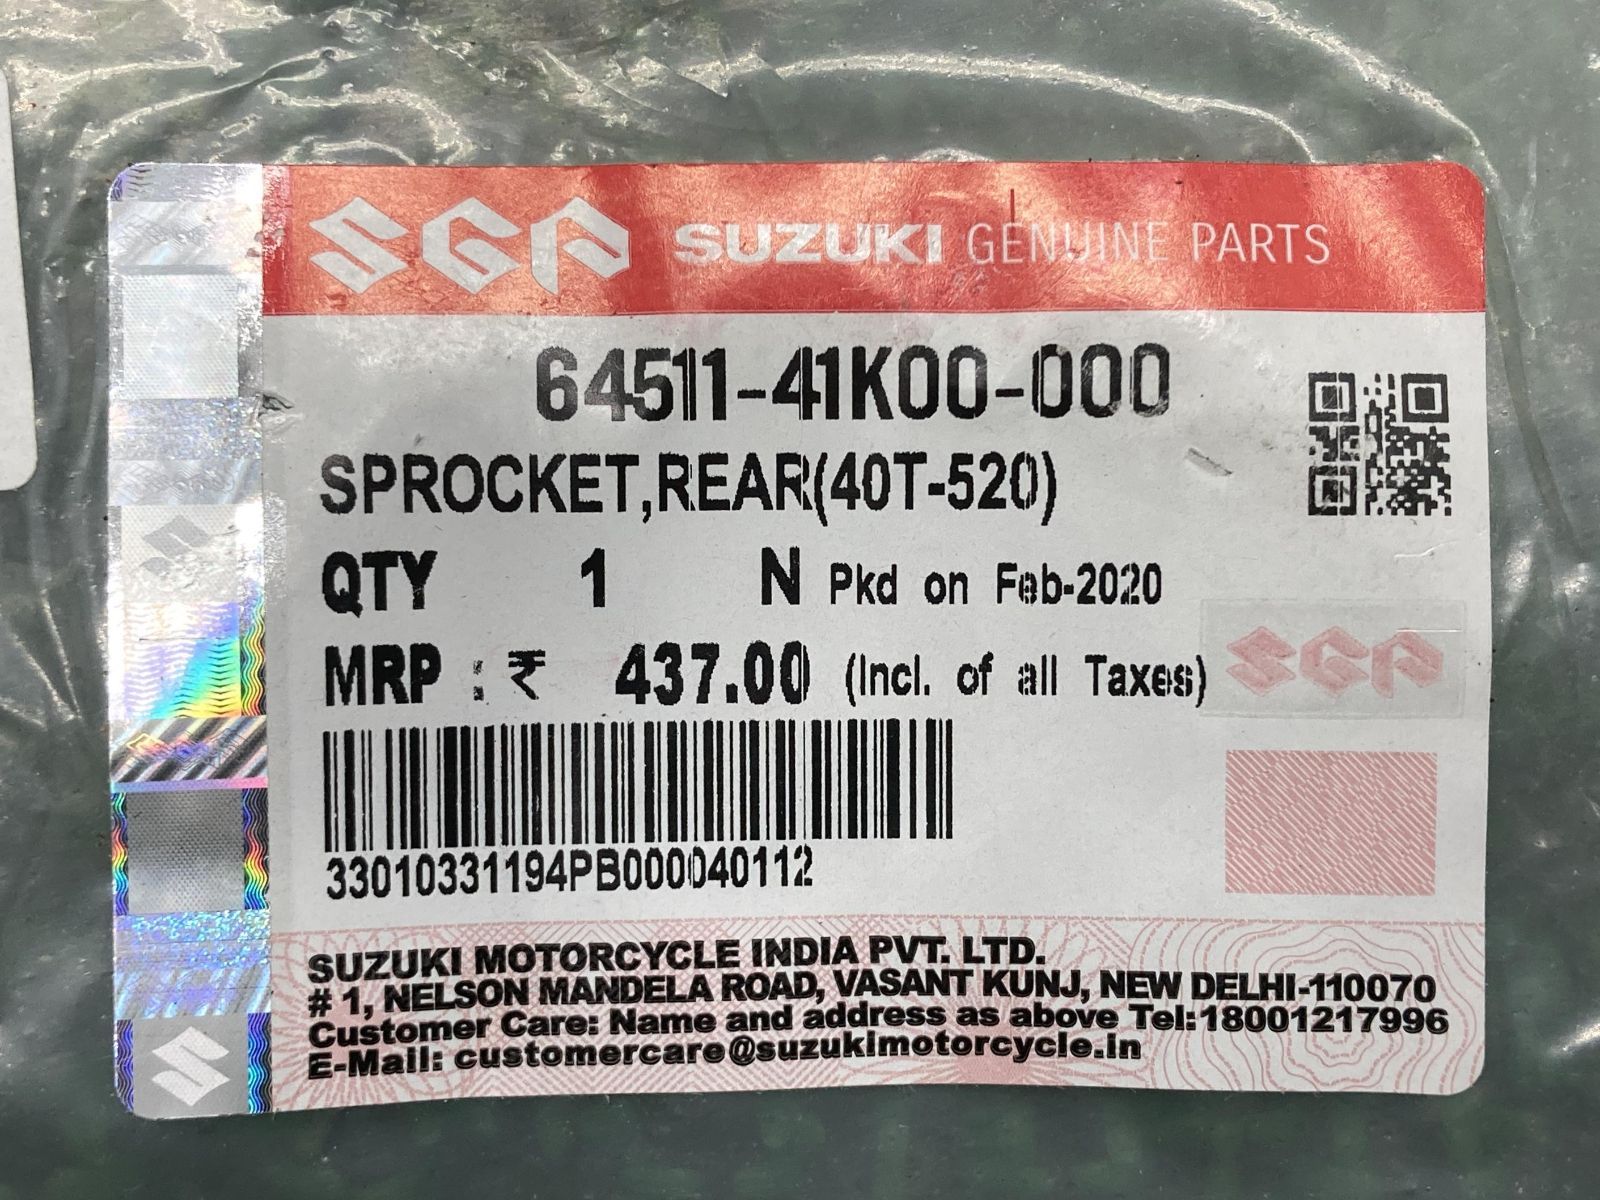 SGP SUZUKI GENUINE PARTS
64511-41K00-000
SPROCKET,REAR(40T-520)
QTY 1 N Pkd on Feb-2020
MRP : ₹ 437.00 (Incl. of all Taxes)
SGP
33010331194PB000040112
SUZUKI MOTORCYCLE INDIA PVT. LTD.
# 1, NELSON MANDELA ROAD, VASANT KUNJ, NEW DELHI-110070
Customer Care: Name and address as above Tel:18001217996
E-Mail: customercare@suzukimotorcycle.in